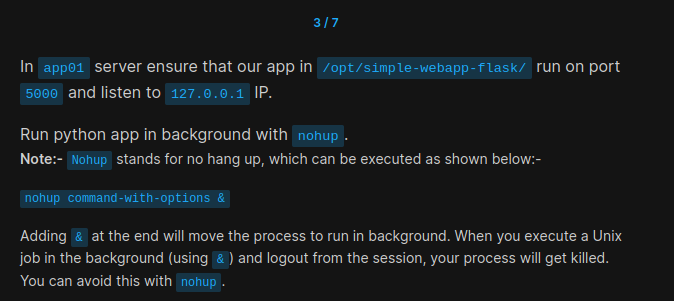 3 / 7
In app01 server ensure that our app in /opt/simple-webapp-flask/ run on port
5000 and listen to 127.0.0.1 IP.
Run python app in background with nohup.
Note:- Nohup stands for no hang up, which can be executed as shown below:-
nohup command-with-options &
Adding & at the end will move the process to run in background. When you execute a Unix
job in the background (using &) and logout from the session, your process will get killed.
You can avoid this with nohup.